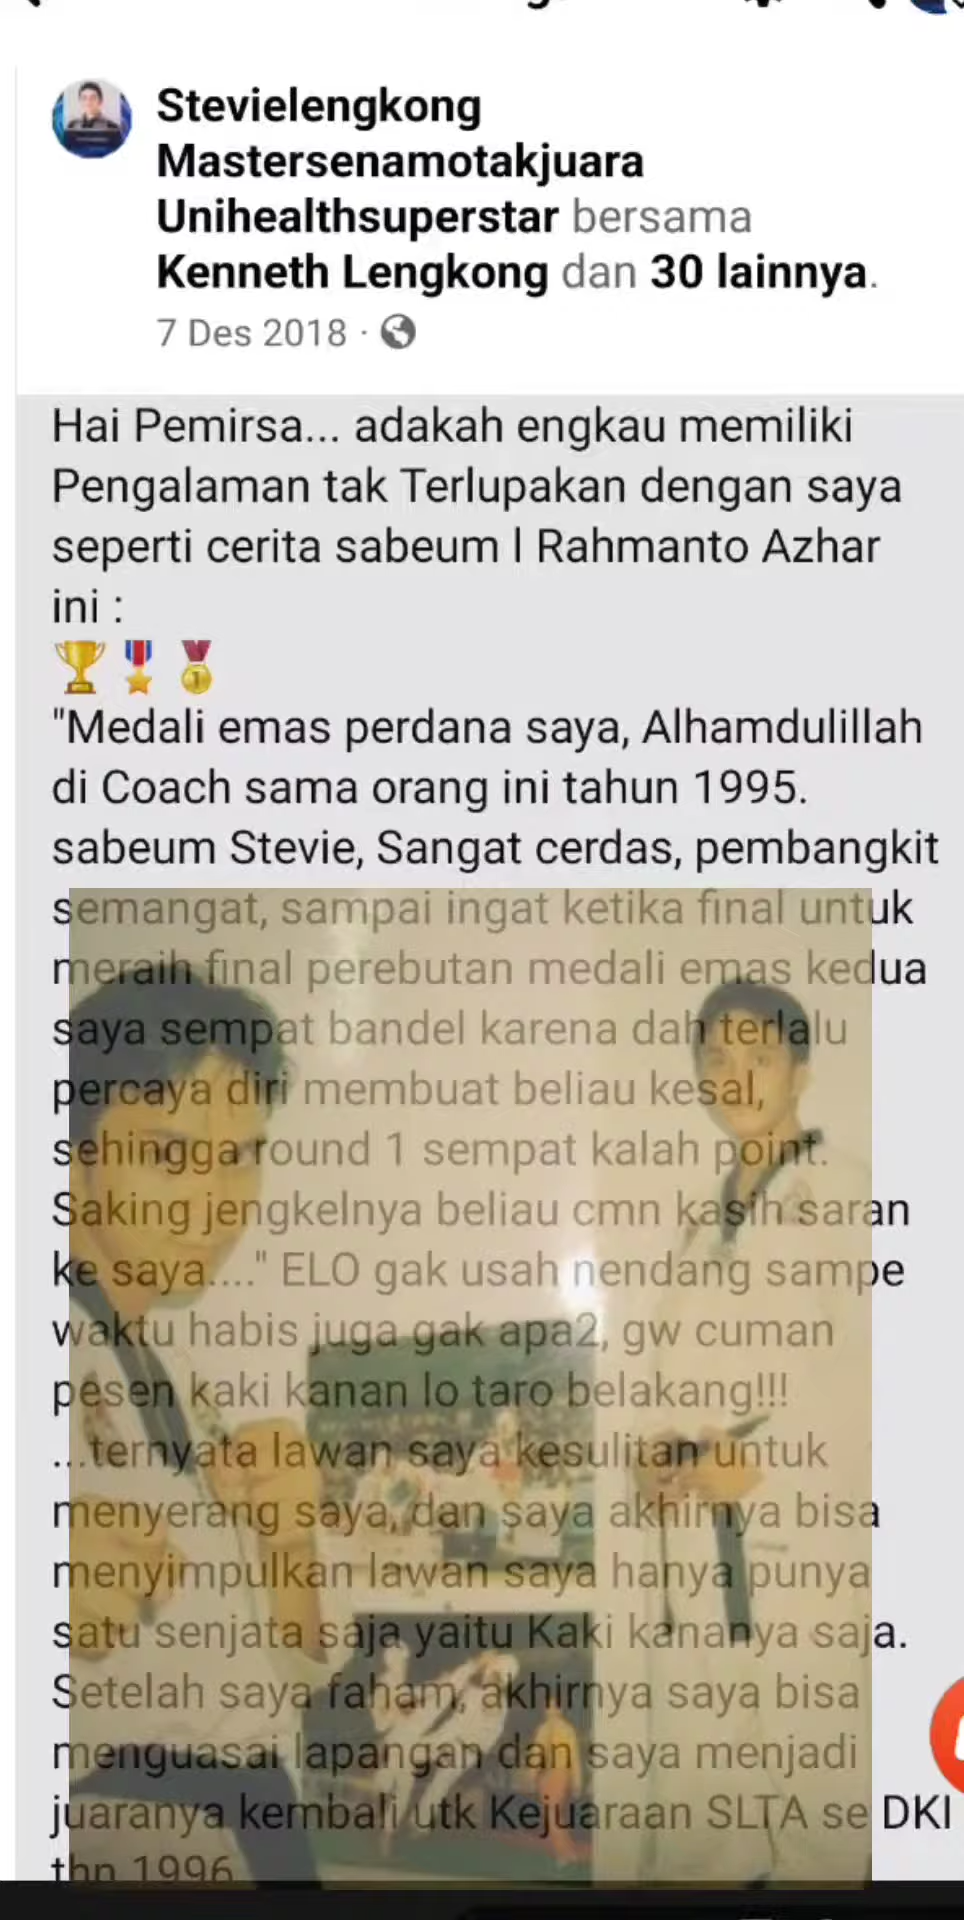 Stevielengkong
Mastersenamotakjuara
Unihealthsuperstar bersama
Kenneth Lengkong dan 30 lainnya.
7 Des 2018 ·
Hai Pemirsa... adakah engkau memiliki
Pengalaman tak Terlupakan dengan saya
seperti cerita sabeum I Rahmanto Azhar
ini :
"Medali emas perdana saya, Alhamdulillah
di Coach sama orang ini tahun 1995.
sabeum Stevie, Sangat cerdas, pembangkit
semangat, sampai ingat ketika final untuk
meraih final perebutan medali emas kedua
saya sempat bandel karena dah terlalu
percaya diri membuat beliau kesal,
sehingga round 1 sempat kalah point.
Saking jengkelnya beliau cmn kasih saran
ke saya...." ELO gak usah nendang sampe
waktu habis juga gak apa2, gw cuman
pesen kaki kanan lo taro belakang!!!
...ternyata lawan saya kesulitan untuk
menyerang saya, dan saya akhirnya bisa
menyimpulkan lawan saya hanya punya
satu senjata saja yaitu Kaki kananya saja.
Setelah saya faham, akhirnya saya bisa
menguasai lapangan dan saya menjadi
juaranya kembali utk Kejuaraan SLTA se DKI
thn 1996